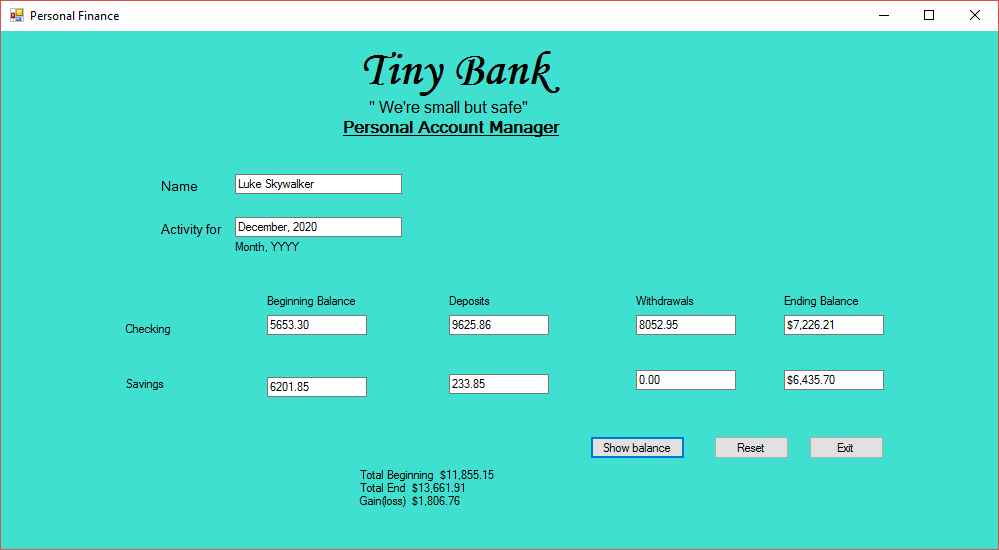 Personal Finance
Tiny Bank
" We're small but safe"
Personal Account Manager
Name Luke Skywalker
Activity for December, 2020
Month, YYYY
Beginning Balance Deposits Withdrawals Ending Balance
Checking 5653.30 9625.86 8052.95 $7,226.21
Savings 6201.85 233.85 0.00 $6,435.70
Show balance Reset Exit
Total Beginning $11,855.15
Total End $13,661.91
Gain(loss) $1,806.76